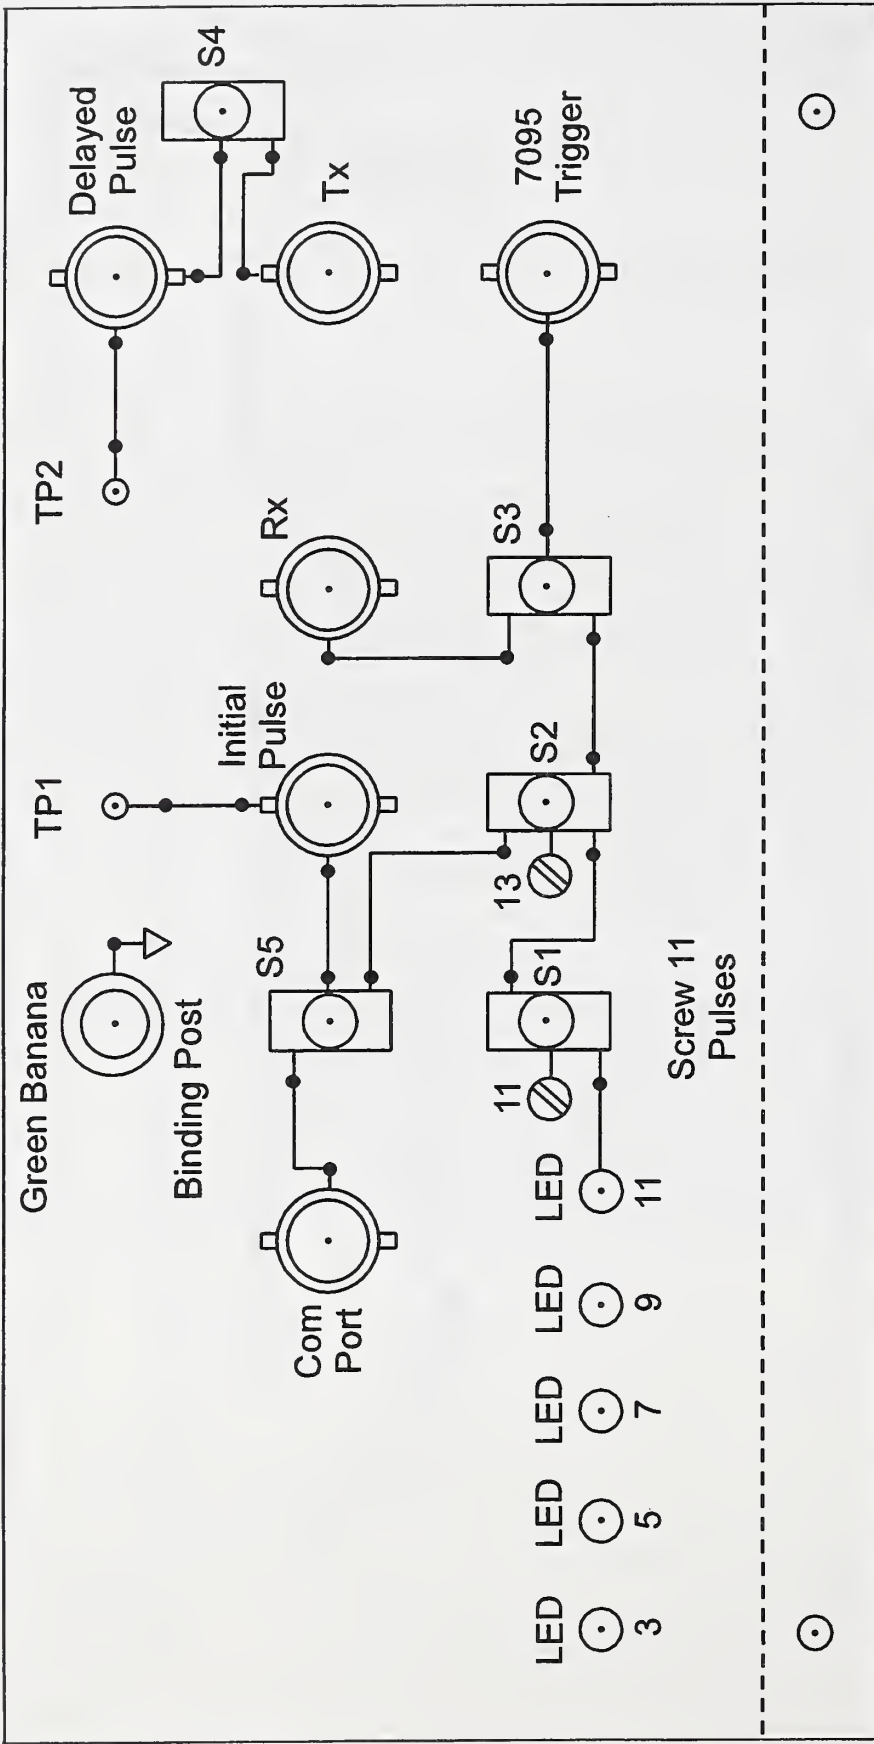 Green Banana
Binding Post
TP1
TP2
Delayed
Pulse
S4
Com
Port
S5
Initial
Pulse
Rx
Tx
LED
3
LED
5
LED
7
LED
9
LED
11
11
S1
13
S2
S3
7095
Trigger
Screw 11
Pulses